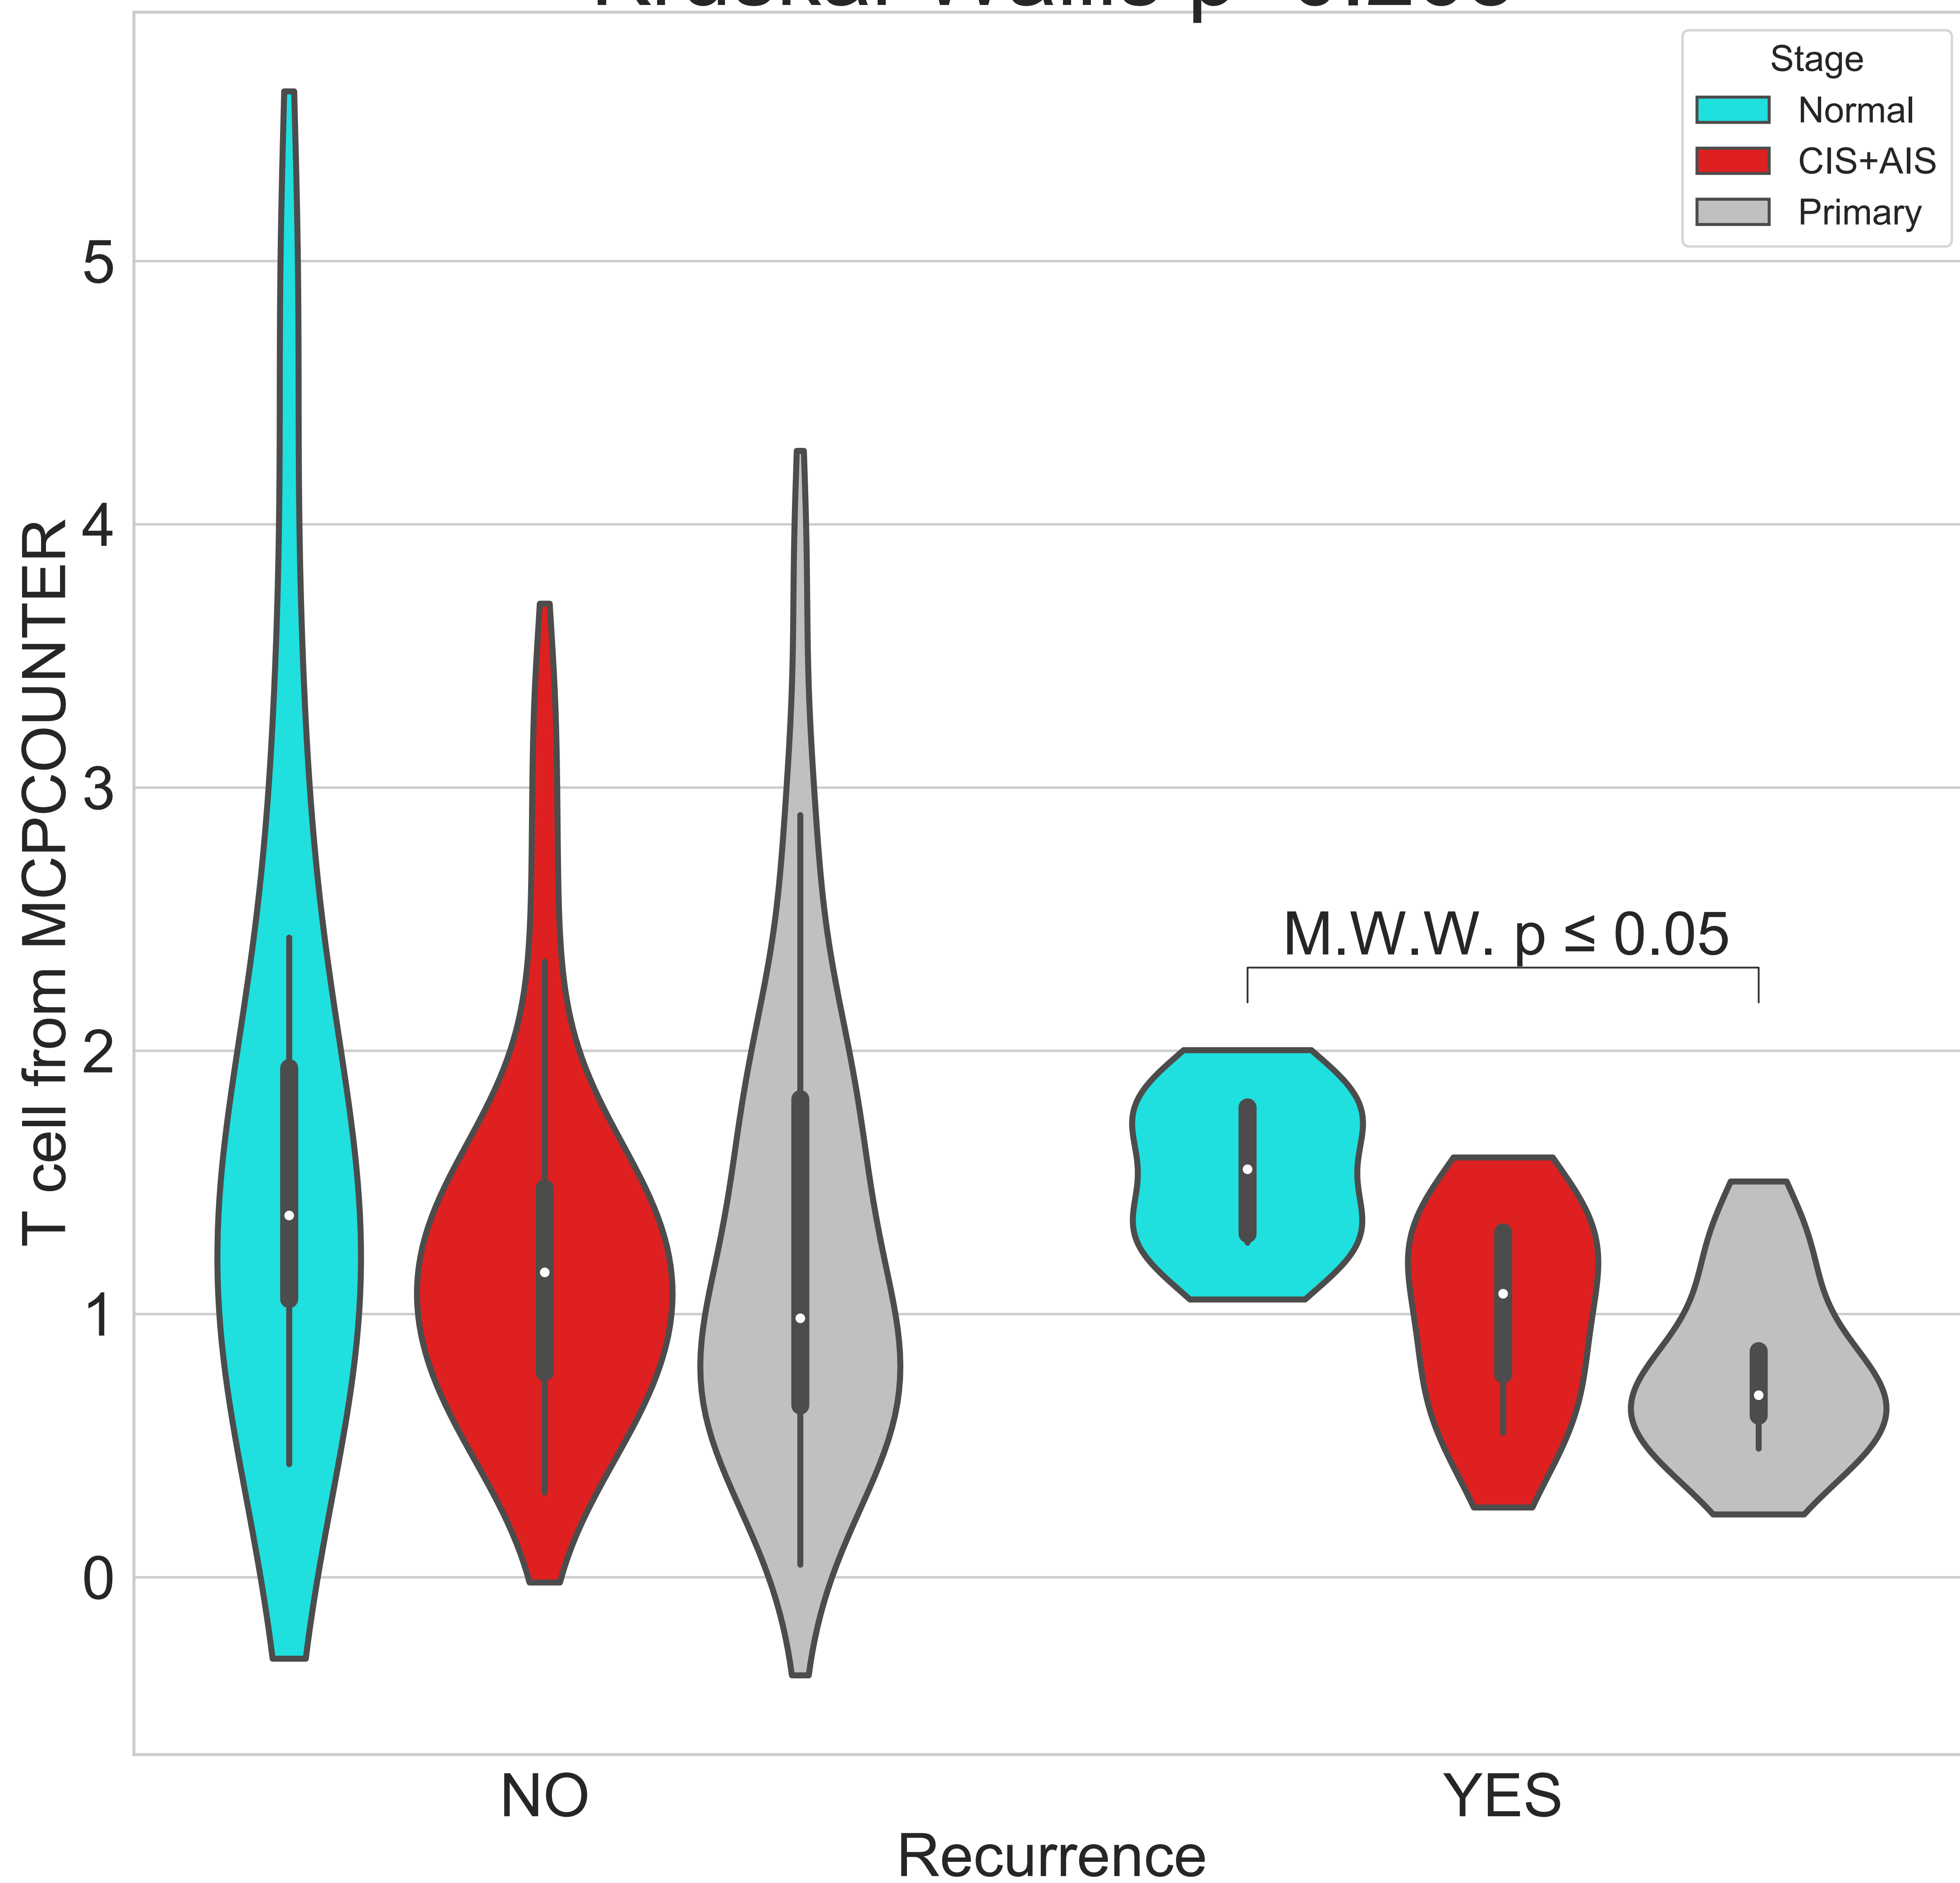 Stage
Normal
CIS+AIS
Primary
5
4
3
2
1
0
T cell from MCPCOUNTER
M.W.W. p ≤ 0.05
NO
YES
Recurrence